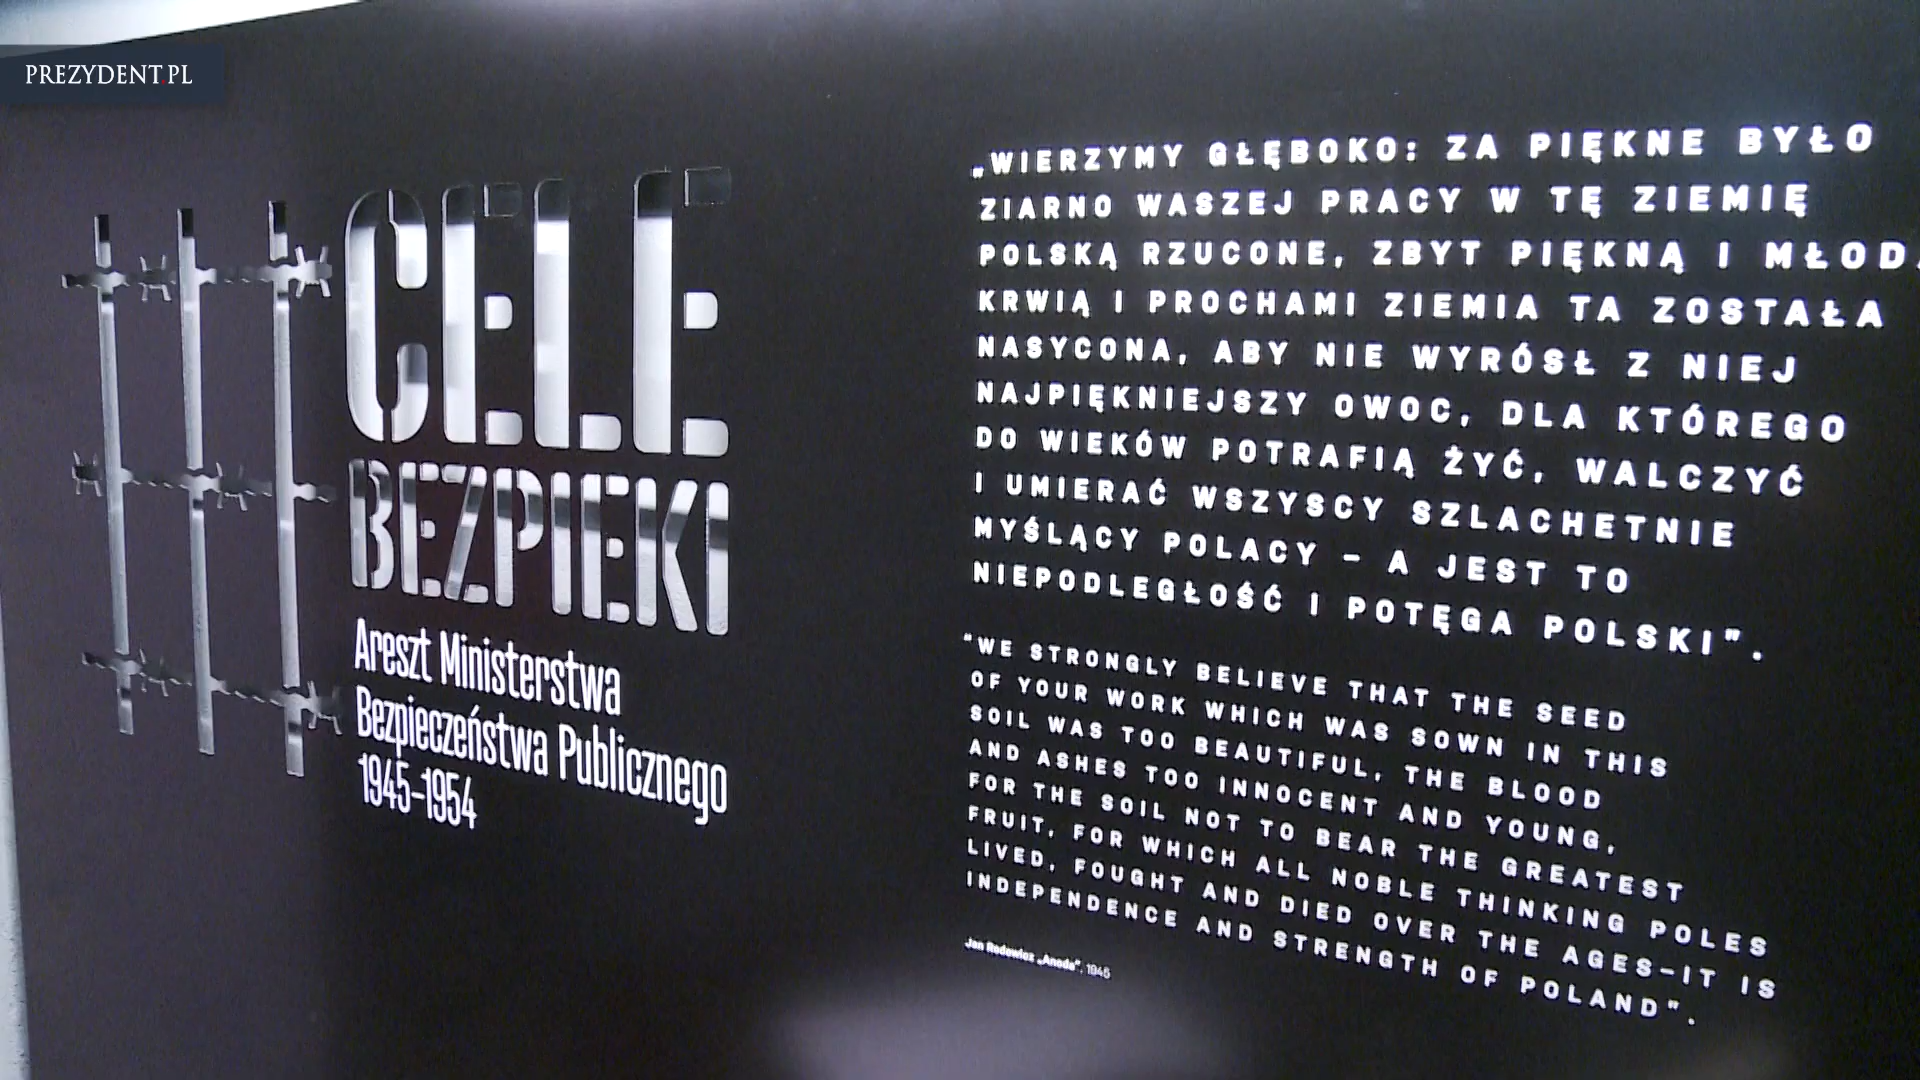 PREZYDENT.PL
CELE
BEZPIEKI
Areszt Ministerstwa
Bezpieczeństwa Publicznego
1945–1954
„WIERZYMY GŁĘBOKO: ZA PIĘKNE BYŁO
ZIARNO WASZEJ PRACY W TĘ ZIEMIĘ
POLSKĄ RZUCONE, ZBYT PIĘKNĄ I MŁODĄ
KRWIĄ I PROCHAMI ZIEMIA TA ZOSTAŁA
NASYCONA, ABY NIE WYRÓSŁ Z NIEJ
NAJPIĘKNIEJSZY OWOC, DLA KTÓREGO
DO WIEKÓW POTRAFIĄ ŻYĆ, WALCZYĆ
I UMIERAĆ WSZYSCY SZLACHETNIE
MYŚLĄCY POLACY – A JEST TO
NIEPODLEGŁOŚĆ I POTĘGA POLSKI".
"WE STRONGLY BELIEVE THAT THE SEED
OF YOUR WORK WHICH WAS SOWN IN THIS
SOIL WAS TOO BEAUTIFUL, THE BLOOD
AND ASHES TOO INNOCENT AND YOUNG,
FOR THE SOIL NOT TO BEAR THE GREATEST
FRUIT, FOR WHICH ALL NOBLE THINKING POLES
LIVED, FOUGHT AND DIED OVER THE AGES–IT IS
INDEPENDENCE AND STRENGTH OF POLAND".
Jan Rodowicz „Anoda", 1945